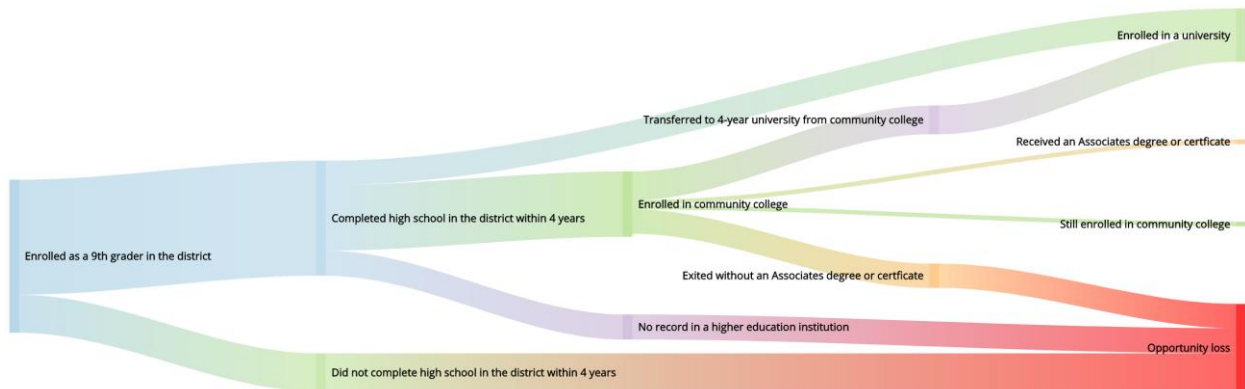 Enrolled in a university
Transferred to 4-year university from community college
Received an Associates degree or certficate
Completed high school in the district within 4 years
Enrolled in community college
Still enrolled in community college
Enrolled as a 9th grader in the district
Exited without an Associates degree or certficate
No record in a higher education institution
Opportunity loss
Did not complete high school in the district within 4 years